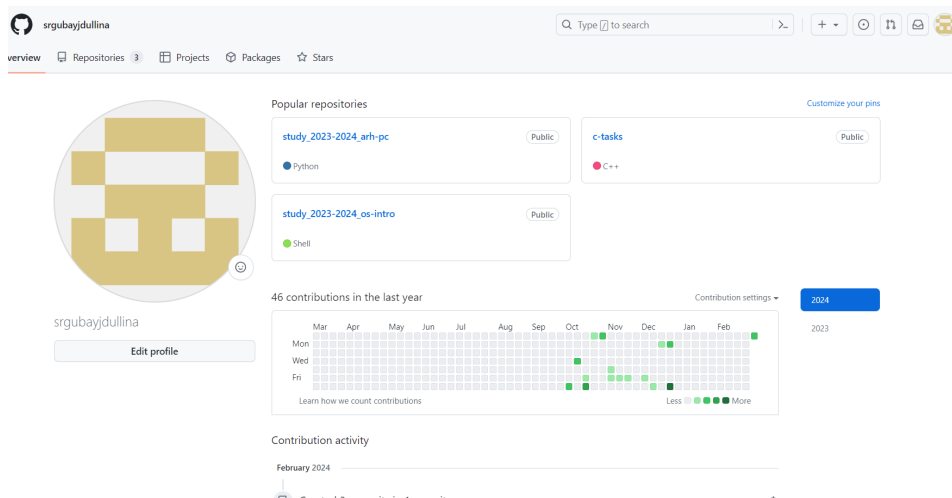 srgubayjdullina
Type / to search
verview
Repositories 3
Projects
Packages
Stars
Popular repositories
Customize your pins
study_2023-2024_arh-pc
Public
Python
c-tasks
Public
C++
study_2023-2024_os-intro
Public
Shell
srgubayjdullina
Edit profile
46 contributions in the last year
Contribution settings
2024
2023
Mar Apr May Jun Jul Aug Sep Oct Nov Dec Jan Feb
Mon
Wed
Fri
Learn how we count contributions
Less More
Contribution activity
February 2024